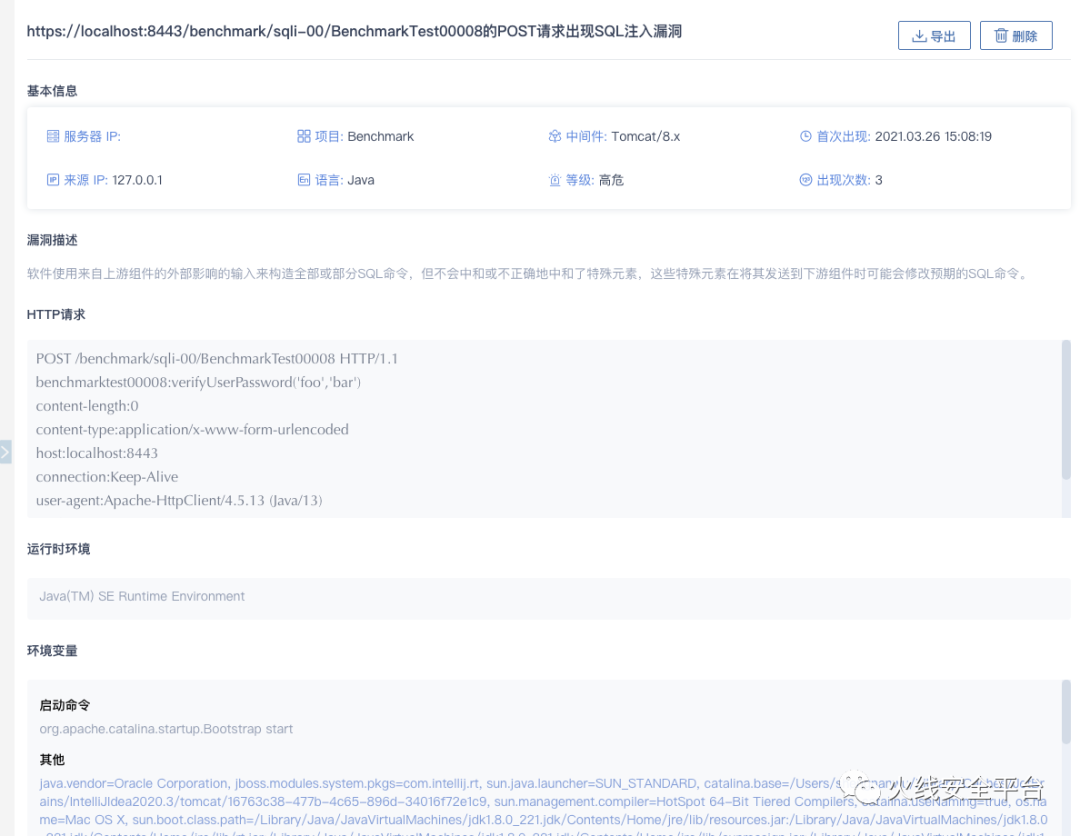 https://localhost:8443/benchmark/sqli-00/BenchmarkTest00008的POST请求出现SQL注入漏洞
导出
删除
基本信息
服务器 IP:
项目: Benchmark
中间件: Tomcat/8.x
首次出现: 2021.03.26 15:08:19
来源 IP: 127.0.0.1
语言: Java
等级: 高危
出现次数: 3
漏洞描述
软件使用来自上游组件的外部影响的输入来构造全部或部分SQL命令，但不会中和或不正确地中和了特殊元素，这些特殊元素在将其发送到下游组件时可能会修改预期的SQL命令。
HTTP请求
POST /benchmark/sqli-00/BenchmarkTest00008 HTTP/1.1
benchmarktest00008:verifyUserPassword('foo','bar')
content-length:0
content-type:application/x-www-form-urlencoded
host:localhost:8443
connection:Keep-Alive
user-agent:Apache-HttpClient/4.5.13 (Java/13)
运行时环境
Java(TM) SE Runtime Environment
环境变量
启动命令
org.apache.catalina.startup.Bootstrap start
其他
java.vendor=Oracle Corporation, jboss.modules.system.pkgs=com.intellij.rt, sun.java.launcher=SUN_STANDARD, catalina.base=/Users/
ains/IntelliJIdea2020.3/tomcat/16763c38-477b-4c65-896d-34016f72e1c9, sun.management.compiler=HotSpot 64-Bit Tiered Compilers, catalina.useNaming=true, os.na
me=Mac OS X, sun.boot.class.path=/Library/Java/JavaVirtualMachines/jdk1.8.0_221.jdk/Contents/Home/jre/lib/resources.jar:/Library/Java/JavaVirtualMachines/jdk1.8.0
火线安全平台